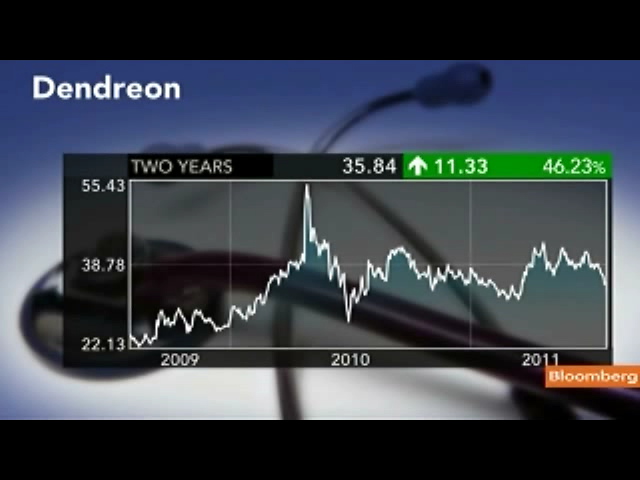 Dendreon
TWO YEARS 35.84 11.33 46.23%
55.43
38.78
22.13
2009 2010 2011
Bloomberg